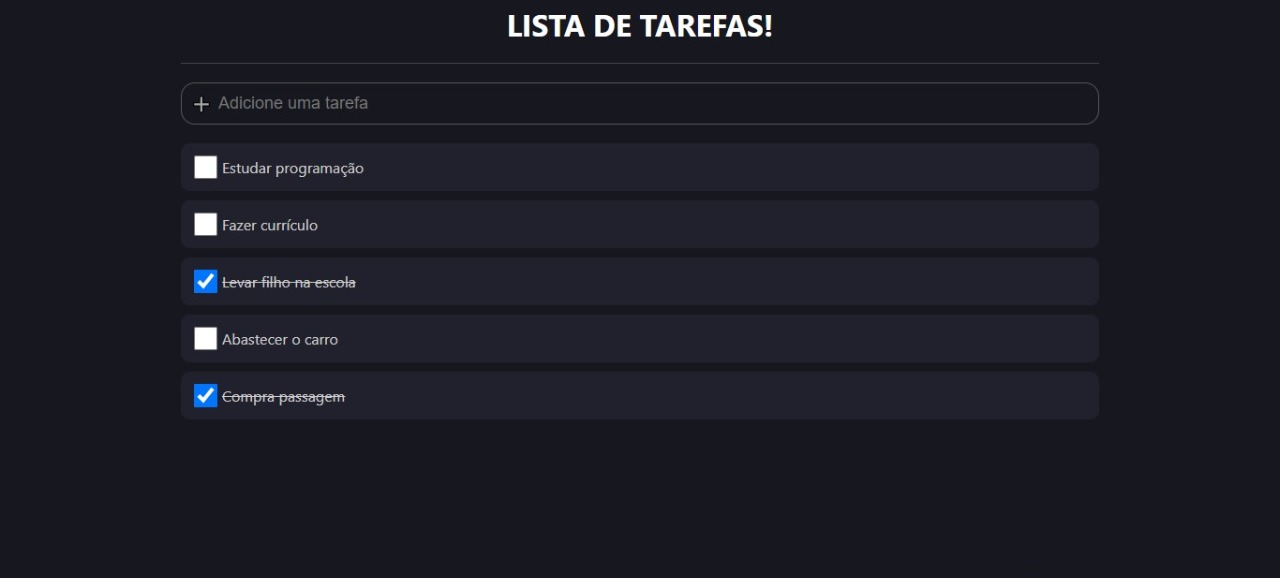 LISTA DE TAREFAS!
Adicione uma tarefa
Estudar programação
Fazer currículo
Levar filho na escola
Abastecer o carro
Compra passagem